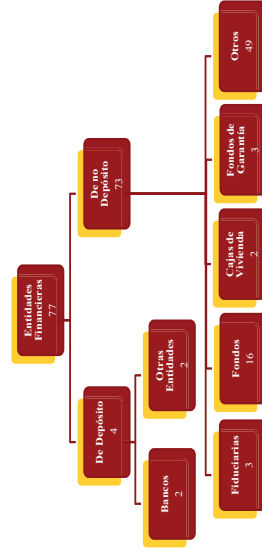 Entidades
Financieras
77
De Depósito
4
De no
Depósito
73
Bancos
2
Otras
Entidades
2
Fiduciarias
3
Fondos
16
Cajas de
Vivienda
2
Fondos de
Garantía
3
Otros
49